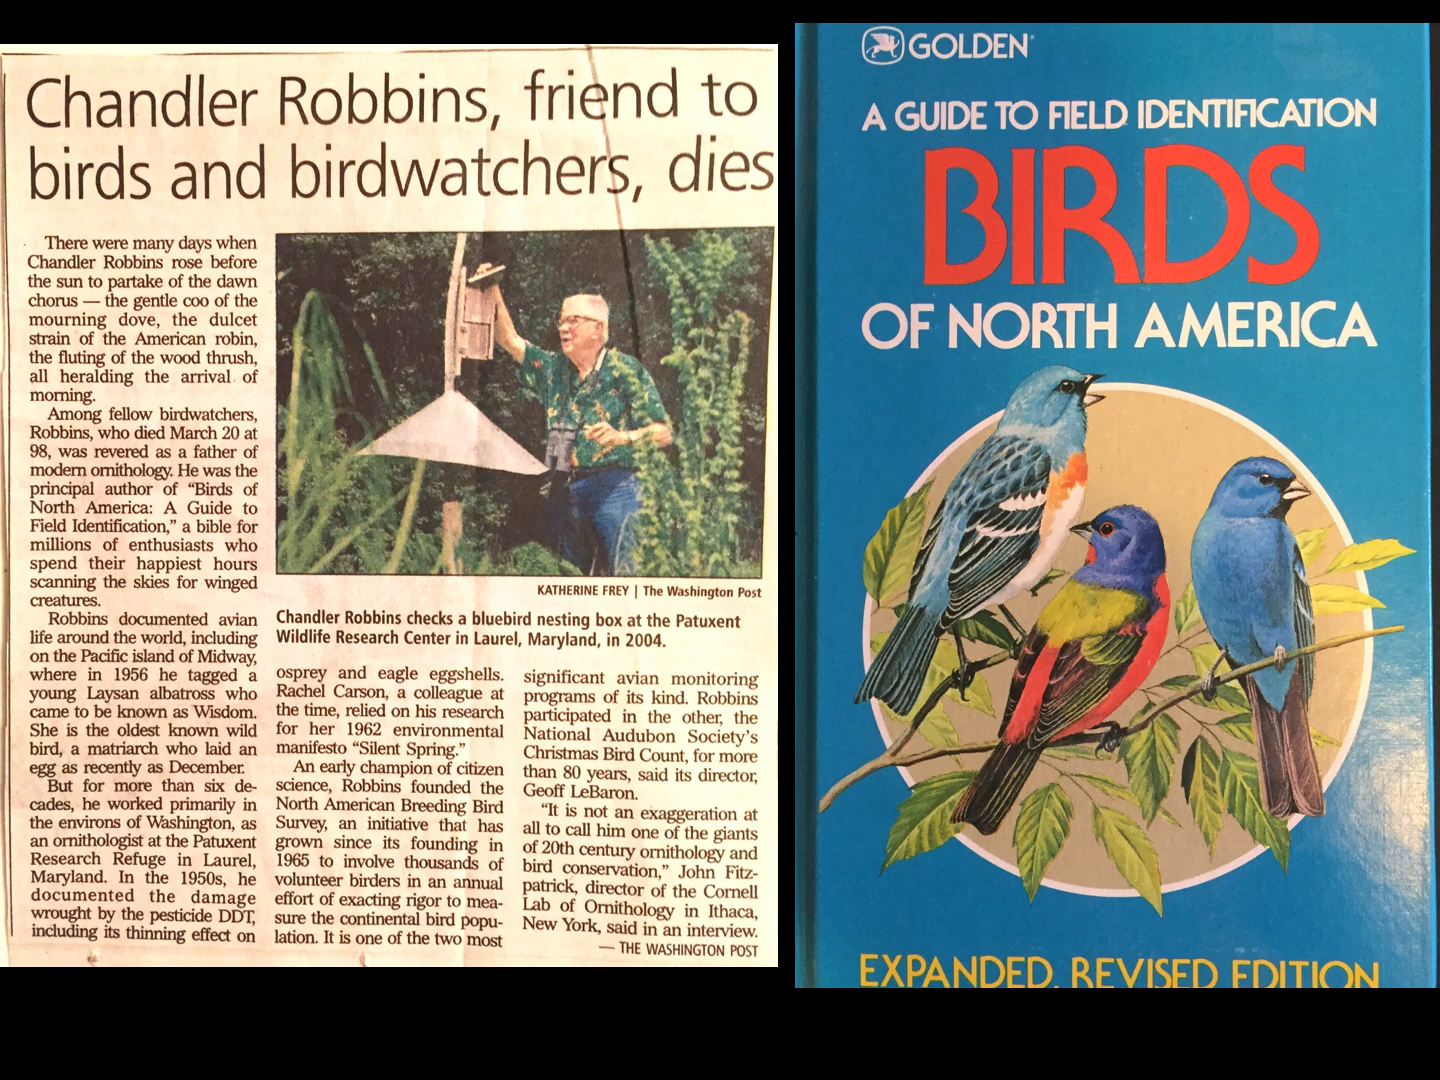 Chandler Robbins, friend to
birds and birdwatchers, dies
There were many days when
Chandler Robbins rose before
the sun to partake of the dawn
chorus — the gentle coo of the
mourning dove, the dulcet
strain of the American robin,
the fluting of the wood thrush,
all heralding the arrival of
morning.
Among fellow birdwatchers,
Robbins, who died March 20 at
98, was revered as a father of
modern ornithology. He was the
principal author of “Birds of
North America: A Guide to
Field Identification,” a bible for
millions of enthusiasts who
spend their happiest hours
scanning the skies for winged
creatures.
Robbins documented avian
life around the world, including
on the Pacific island of Midway,
where in 1956 he tagged a
young Laysan albatross who
came to be known as Wisdom.
She is the oldest known wild
bird, a matriarch who laid an
egg as recently as December.
But for more than six de-
cades, he worked primarily in
the environs of Washington, as
an ornithologist at the Patuxent
Research Refuge in Laurel,
Maryland. In the 1950s, he
documented the damage
wrought by the pesticide DDT,
including its thinning effect on
KATHERINE FREY | The Washington Post
Chandler Robbins checks a bluebird nesting box at the Patuxent
Wildlife Research Center in Laurel, Maryland, in 2004.
osprey and eagle eggshells.
Rachel Carson, a colleague at
the time, relied on his research
for her 1962 environmental
manifesto “Silent Spring.”
An early champion of citizen
science, Robbins founded the
North American Breeding Bird
Survey, an initiative that has
grown since its founding in
1965 to involve thousands of
volunteer birders in an annual
effort of exacting rigor to mea-
sure the continental bird popu-
lation. It is one of the two most
significant avian monitoring
programs of its kind. Robbins
participated in the other, the
National Audubon Society’s
Christmas Bird Count, for more
than 80 years, said its director,
Geoff LeBaron.
“It is not an exaggeration at
all to call him one of the giants
of 20th century ornithology and
bird conservation,” John Fitz-
patrick, director of the Cornell
Lab of Ornithology in Ithaca,
New York, said in an interview.
— THE WASHINGTON POST
GOLDEN®
A GUIDE TO FIELD IDENTIFICATION
BIRDS
OF NORTH AMERICA
EXPANDED, REVISED EDITION